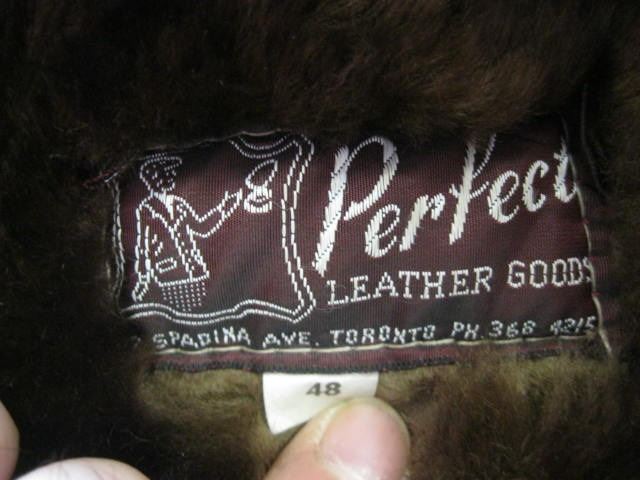 Perfect
LEATHER GOODS
SPADINA AVE. TORONTO PH. 368 4215
48